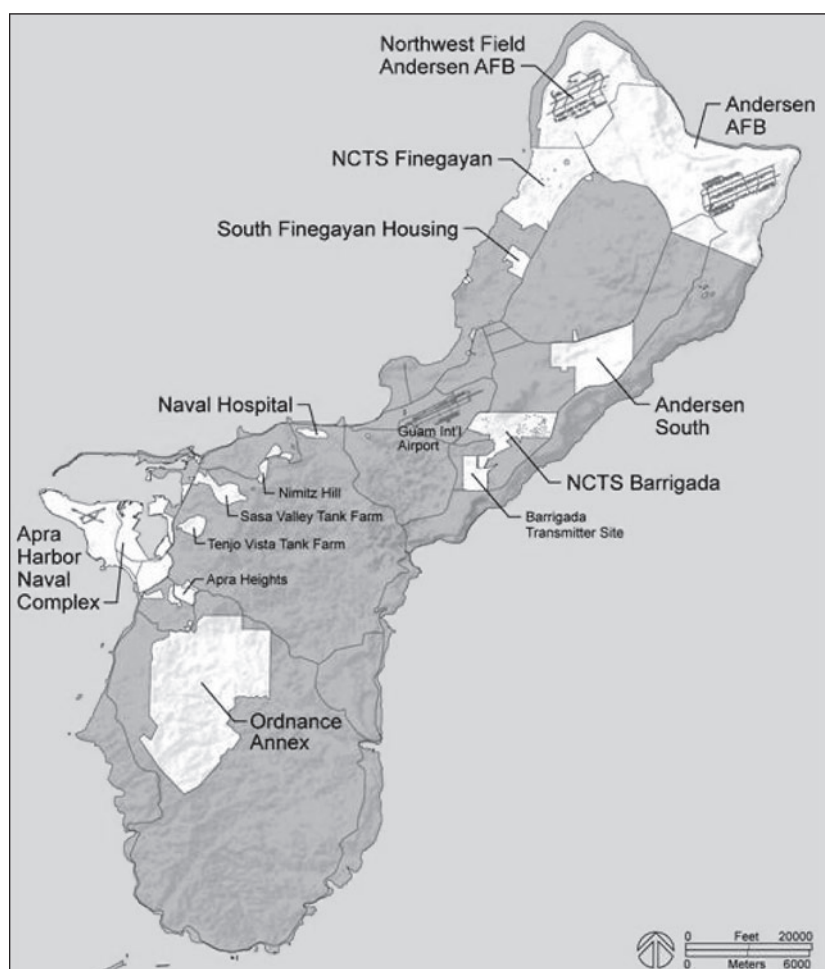 Northwest Field
Andersen AFB
Andersen
AFB
NCTS Finegayan
South Finegayan Housing
Naval Hospital
Guam Int'l
Airport
Andersen
South
Nimitz Hill
NCTS Barrigada
Sasa Valley Tank Farm
Barrigada
Transmitter Site
Apra
Harbor
Naval
Complex
Tenjo Vista Tank Farm
Apra Heights
Ordnance
Annex
0 Feet 20000
0 Meters 6000